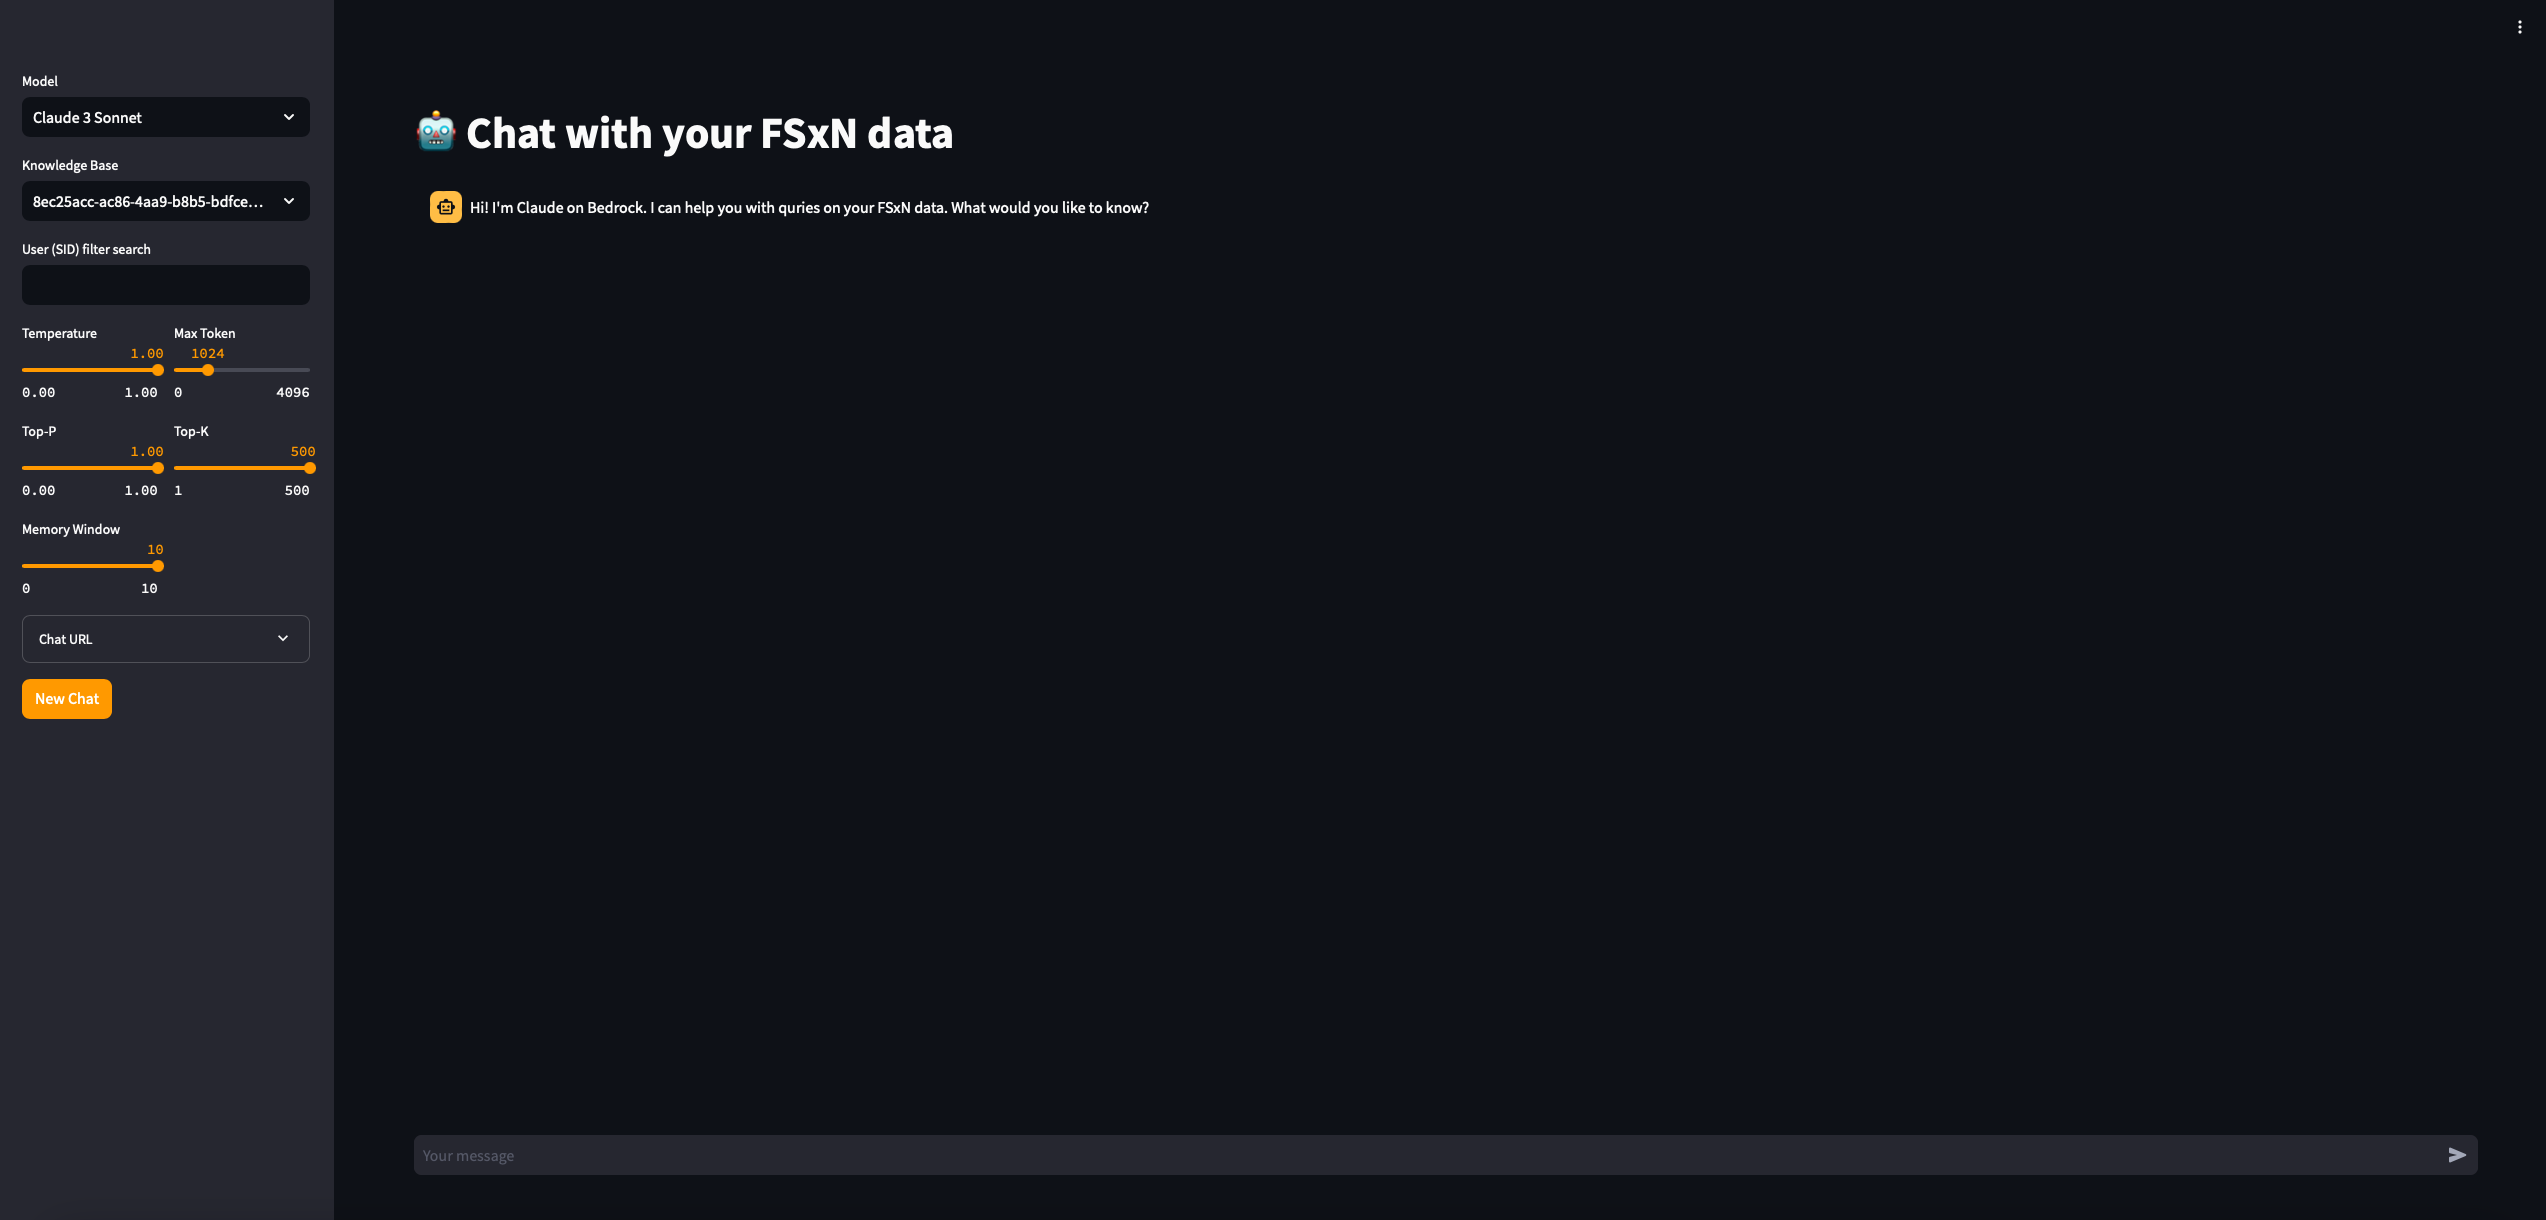 Model
Claude 3 Sonnet
Knowledge Base
8ec25acc-ac86-4aa9-b8b5-bdfce...
User (SID) filter search
Temperature
1.00
0.00 1.00
Max Token
1024
0 4096
Top-P
1.00
0.00 1.00
Top-K
500
1 500
Memory Window
10
0 10
Chat URL
New Chat
Chat with your FSxN data
Hi! I'm Claude on Bedrock. I can help you with quries on your FSxN data. What would you like to know?
Your message